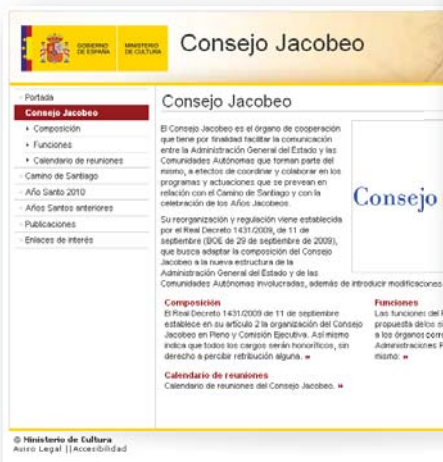 GOBIERNO DE ESPAÑA
MINISTERIO DE CULTURA
Consejo Jacobeo
Portada
Consejo Jacobeo
Composición
Funciones
Calendario de reuniones
Camino de Santiago
Año Santo 2010
Años Santos anteriores
Publicaciones
Enlaces de interés
Consejo Jacobeo
El Consejo Jacobeo es el órgano de cooperación
que tiene por finalidad facilitar la comunicación
entre la Administración General del Estado y las
Comunidades Autónomas que forman parte del
mismo, a efectos de coordinar y colaborar en los
programas y actuaciones que se prevean en
relación con el Camino de Santiago y con la
celebración de los Años Jacobeos.
Su reorganización y regulación viene establecida
por el Real Decreto 1431/2009, de 11 de
septiembre (BOE de 29 de septiembre de 2009),
que busca adaptar la composición del Consejo
Jacobeo a la nueva estructura de la
Administración General del Estado y de las
Comunidades Autónomas involucradas, además de introducir modificaciones
Consejo
Composición
El Real Decreto 1431/2009 de 11 de septiembre
establece en su artículo 2 la organización del Consejo
Jacobeo en Pleno y Comisión Ejecutiva. Así mismo
indica que todos los cargos serán honoríficos, sin
derecho a percibir retribución alguna. »
Calendario de reuniones
Calendario de reuniones del Consejo Jacobeo. »
Funciones
Las funciones del
propuesta de los
a los órganos
Administraciones
mismo. »
© Ministerio de Cultura
Aviso Legal || Accesibilidad